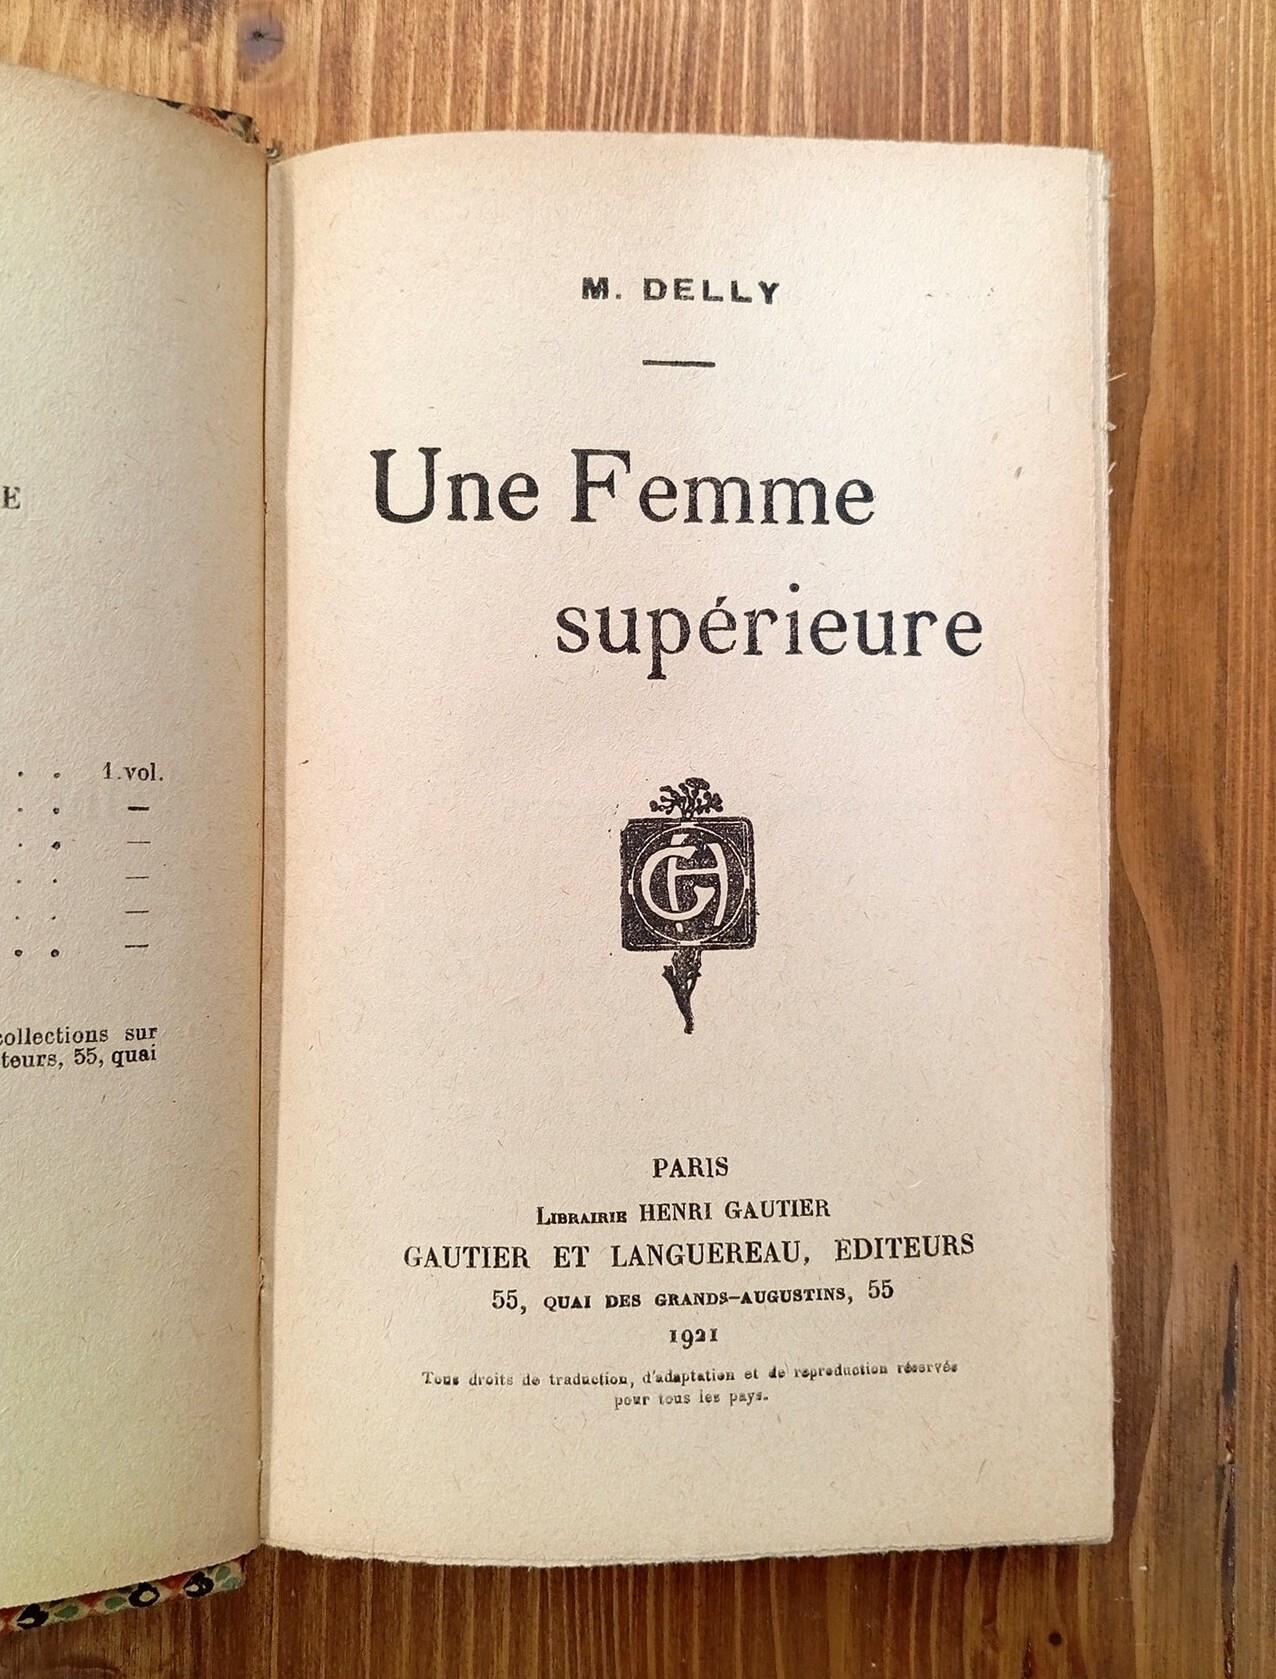 E
1 vol.
—
—
—
—
—
collections sur
teurs, 55, quai
M. DELLY
Une Femme
supérieure
GH
PARIS
LIBRAIRIE HENRI GAUTIER
GAUTIER ET LANGUEREAU, EDITEURS
55, QUAI DES GRANDS-AUGUSTINS, 55
1921
Tous droits de traduction, d'adaptation et de reproduction réservés
pour tous les pays.